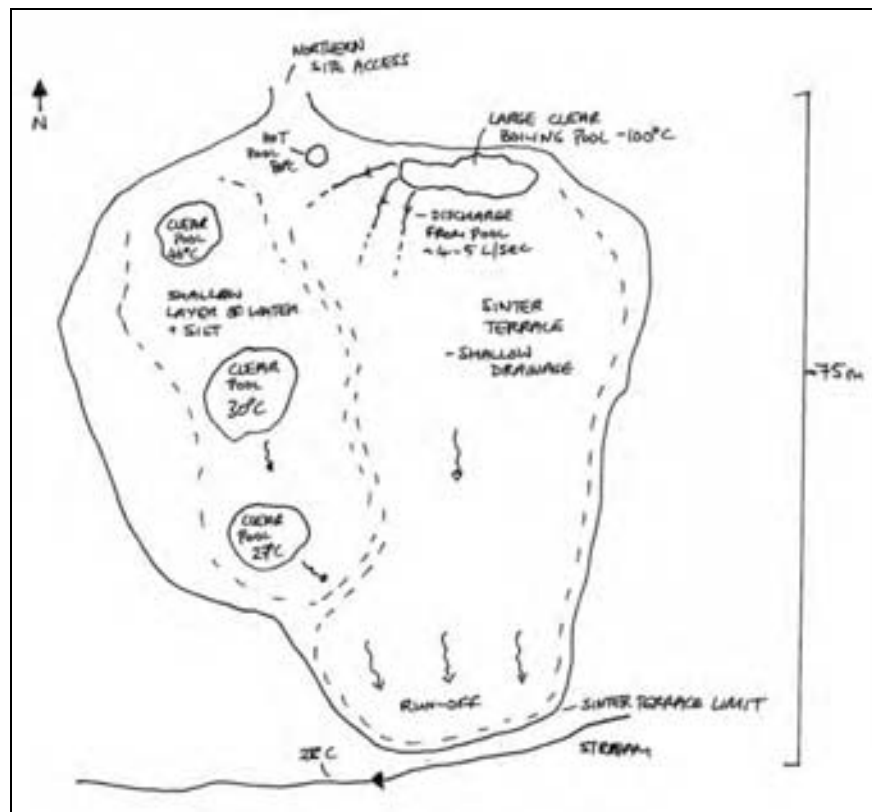 NORTHERN
SITE ACCESS
N
LARGE CLEAR
BOILING POOL ~100°C
HOT
POOL
CLEAR
POOL
- DISCHARGE
FROM POOL
~4-5 L/SEC
SHALLOW
LAYER OF WATER
+ SILT
SINTER
TERRACE
- SHALLOW
DRAINAGE
CLEAR
POOL
30°C
~75m
CLEAR
POOL
27°C
RUN-OFF
SINTER TERRACE LIMIT
STREAM